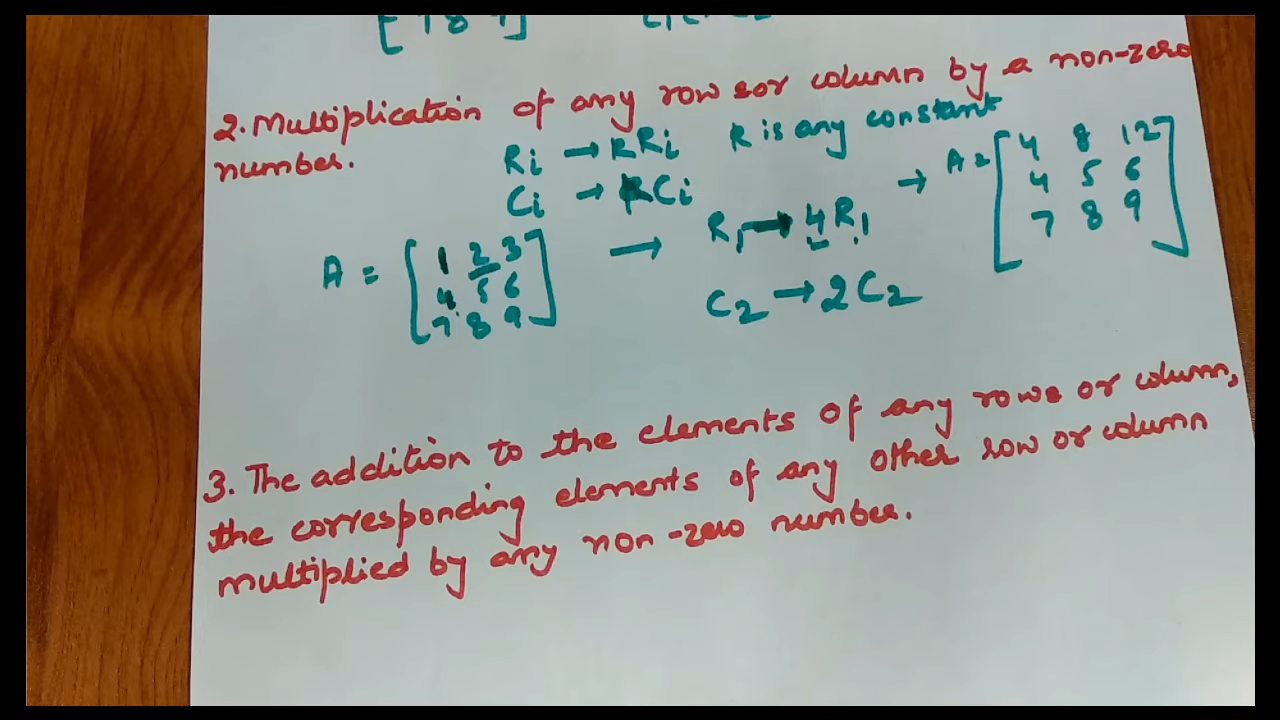 [ 7 8 9 ]
2. Multiplication of any row sor column by a non-zero
number.
Ri → kRi k is any constant
Ci → kCi
A = [ 1 2 3
4 5 6
7 8 9 ] → R1 → 4R1 → A = [ 4 8 12
4 5 6
7 8 9 ]
C2 → 2C2
3. The addition to the elements of any rows or column,
the corresponding elements of any other row or column
multiplied by any non-zero number.